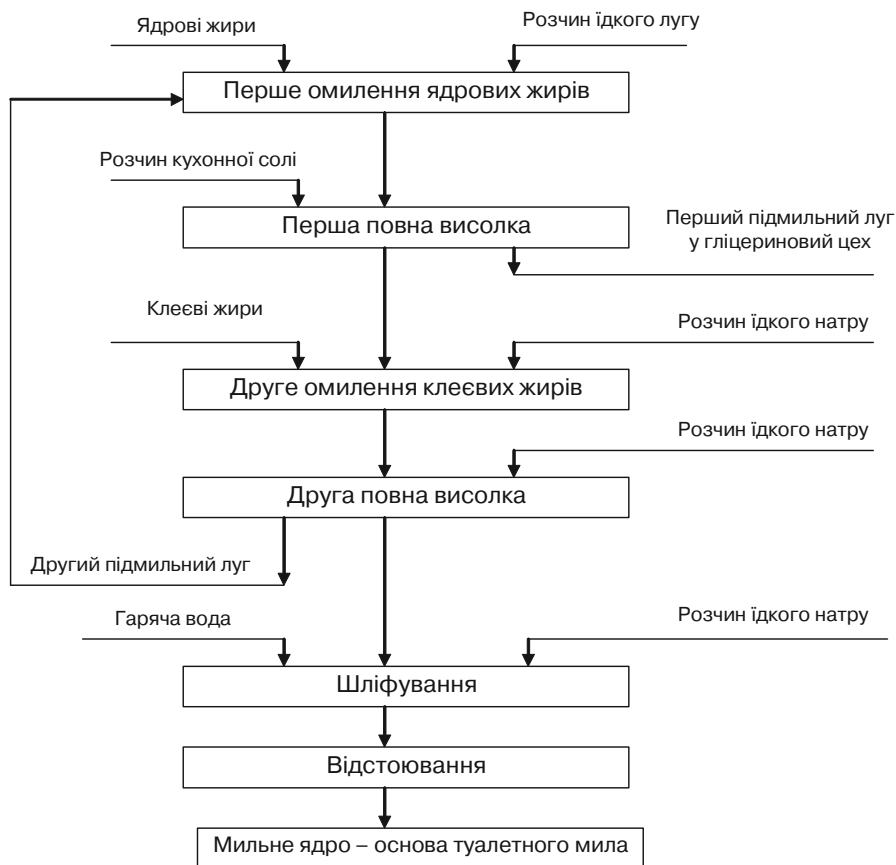 Ядрові жири
Розчин їдкого лугу
Перше омилення ядрових жирів
Розчин кухонної солі
Перша повна висолка
Перший підмильний луг
у гліцериновий цех
Клеєві жири
Розчин їдкого натру
Друге омилення клеєвих жирів
Розчин їдкого натру
Друга повна висолка
Другий підмильний луг
Гаряча вода
Розчин їдкого натру
Шліфування
Відстоювання
Мильне ядро – основа туалетного мила